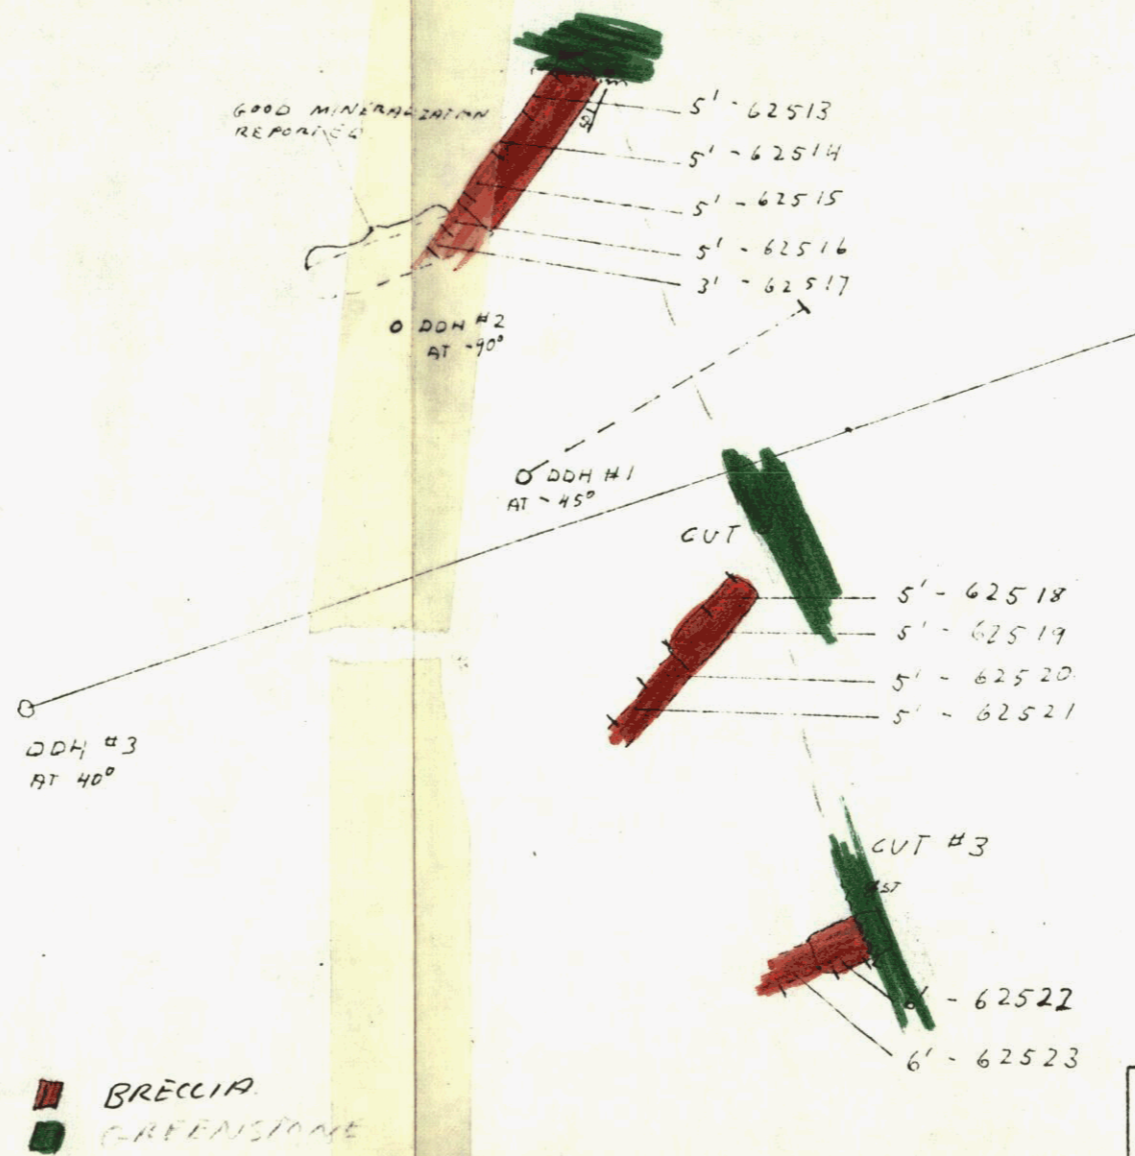 GOOD MINERALIZATION
REPORTED
5' - 62513
5' - 62514
5' - 62515
5' - 62516
3' - 62517
DDH #2
AT -90°
DDH #1
AT -45°
CUT
5' - 62518
5' - 62519
5' - 62520
5' - 62521
DDH #3
AT 40°
CUT #3
- 62522
6' - 62523
BRECCIA
GREENSTONE